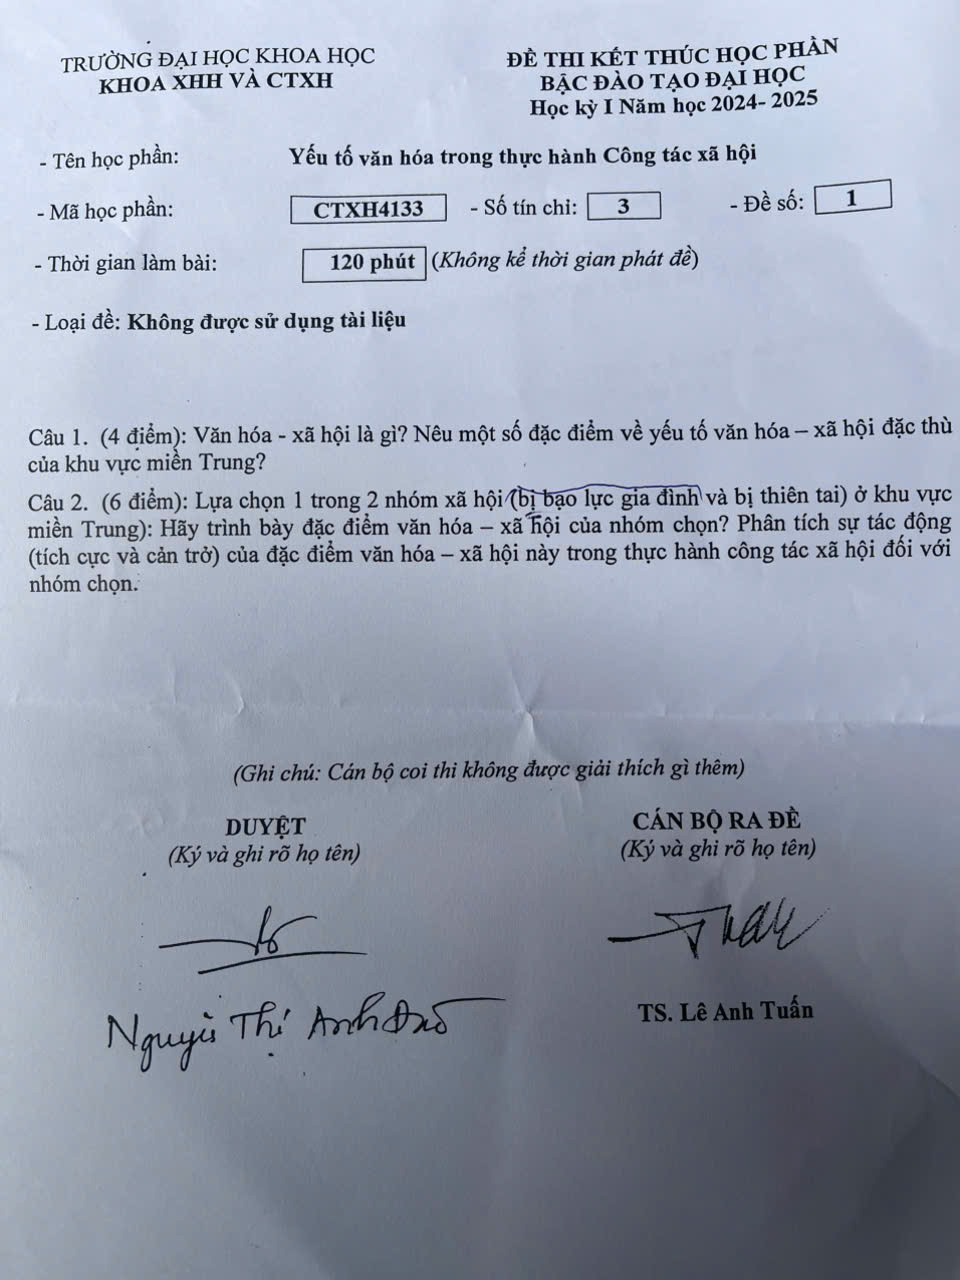 TRƯỜNG ĐẠI HỌC KHOA HỌC
KHOA XHH VÀ CTXH
ĐỀ THI KẾT THÚC HỌC PHẦN
BẬC ĐÀO TẠO ĐẠI HỌC
Học kỳ I Năm học 2024- 2025
- Tên học phần: Yếu tố văn hóa trong thực hành Công tác xã hội
- Mã học phần: CTXH4133 - Số tín chỉ: 3 - Đề số: 1
- Thời gian làm bài: 120 phút (Không kể thời gian phát đề)
- Loại đề: Không được sử dụng tài liệu
Câu 1. (4 điểm): Văn hóa - xã hội là gì? Nêu một số đặc điểm về yếu tố văn hóa – xã hội đặc thù
của khu vực miền Trung?
Câu 2. (6 điểm): Lựa chọn 1 trong 2 nhóm xã hội (bị bạo lực gia đình và bị thiên tai) ở khu vực
miền Trung): Hãy trình bày đặc điểm văn hóa – xã hội của nhóm chọn? Phân tích sự tác động
(tích cực và cản trở) của đặc điểm văn hóa – xã hội này trong thực hành công tác xã hội đối với
nhóm chọn.
(Ghi chú: Cán bộ coi thi không được giải thích gì thêm)
DUYỆT
(Ký và ghi rõ họ tên)
CÁN BỘ RA ĐỀ
(Ký và ghi rõ họ tên)
Thị Anh Đào
TS. Lê Anh Tuấn